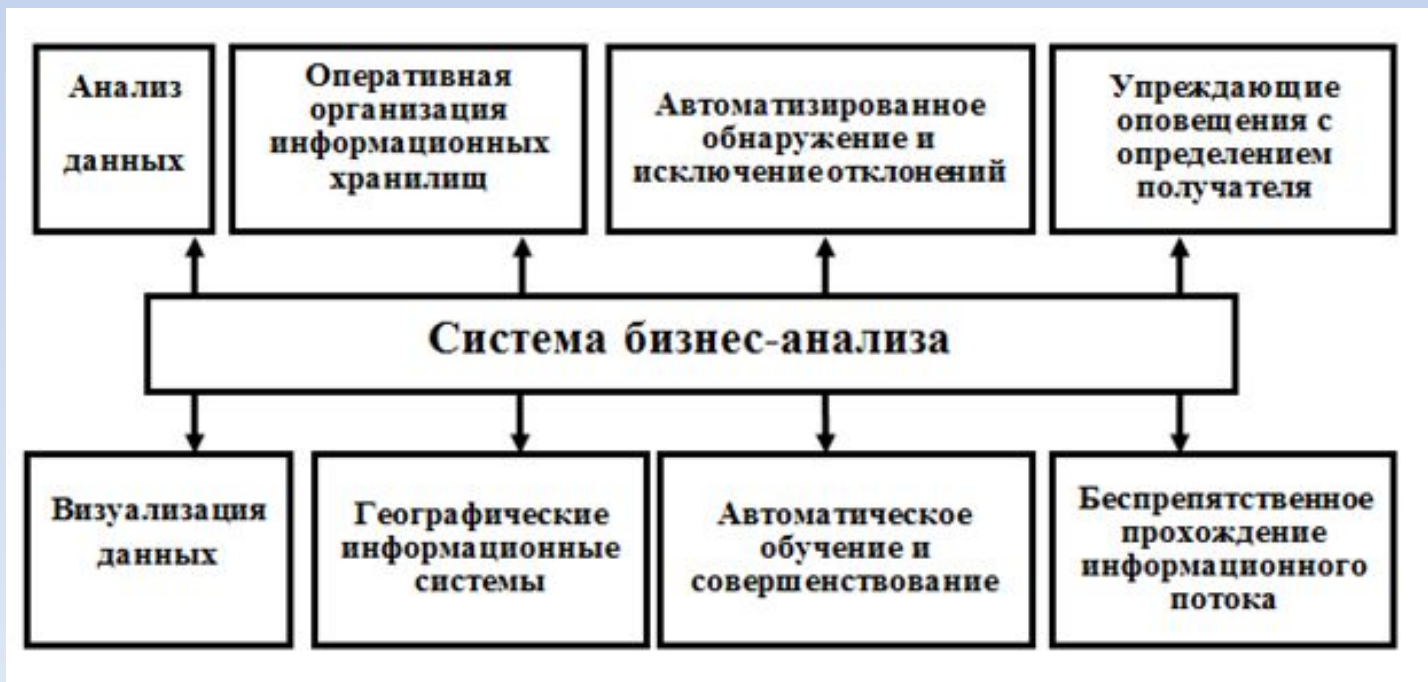 Анализ
данных
Оперативная
организация
информационных
хранилищ
Автоматизированное
обнаружение и
исключение отклонений
Упреждающие
оповещения с
определением
получателя
Система бизнес-анализа
Визуализация
данных
Географические
информационные
системы
Автоматическое
обучение и
совершенствование
Беспрепятственное
прохождение
информационного
потока